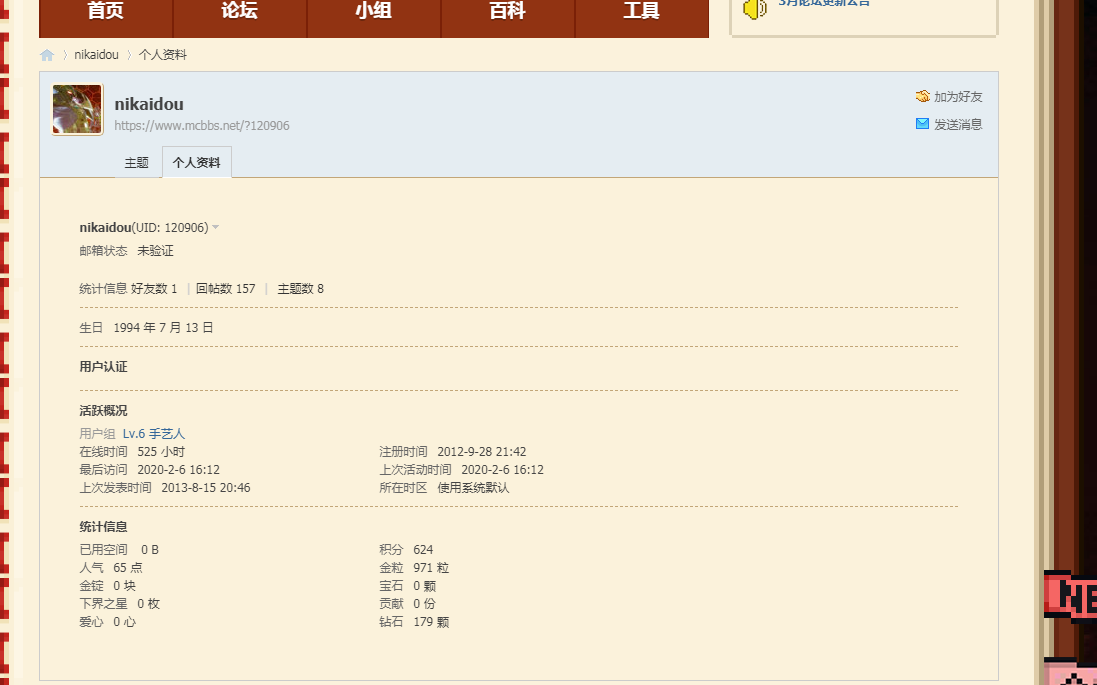 首页 论坛 小组 百科 工具
3月论坛更新公告
nikaidou 〉 个人资料
nikaidou
https://www.mcbbs.net/?120906
加为好友
发送消息
主题 个人资料
nikaidou(UID: 120906)
邮箱状态 未验证
统计信息 好友数 1 | 回帖数 157 | 主题数 8
生日 1994 年 7 月 13 日
用户认证
活跃概况
用户组 Lv.6 手艺人
在线时间 525 小时 注册时间 2012-9-28 21:42
最后访问 2020-2-6 16:12 上次活动时间 2020-2-6 16:12
上次发表时间 2013-8-15 20:46 所在时区 使用系统默认
统计信息
已用空间 0 B 积分 624
人气 65 点 金粒 971 粒
金锭 0 块 宝石 0 颗
下界之星 0 枚 贡献 0 份
爱心 0 心 钻石 179 颗